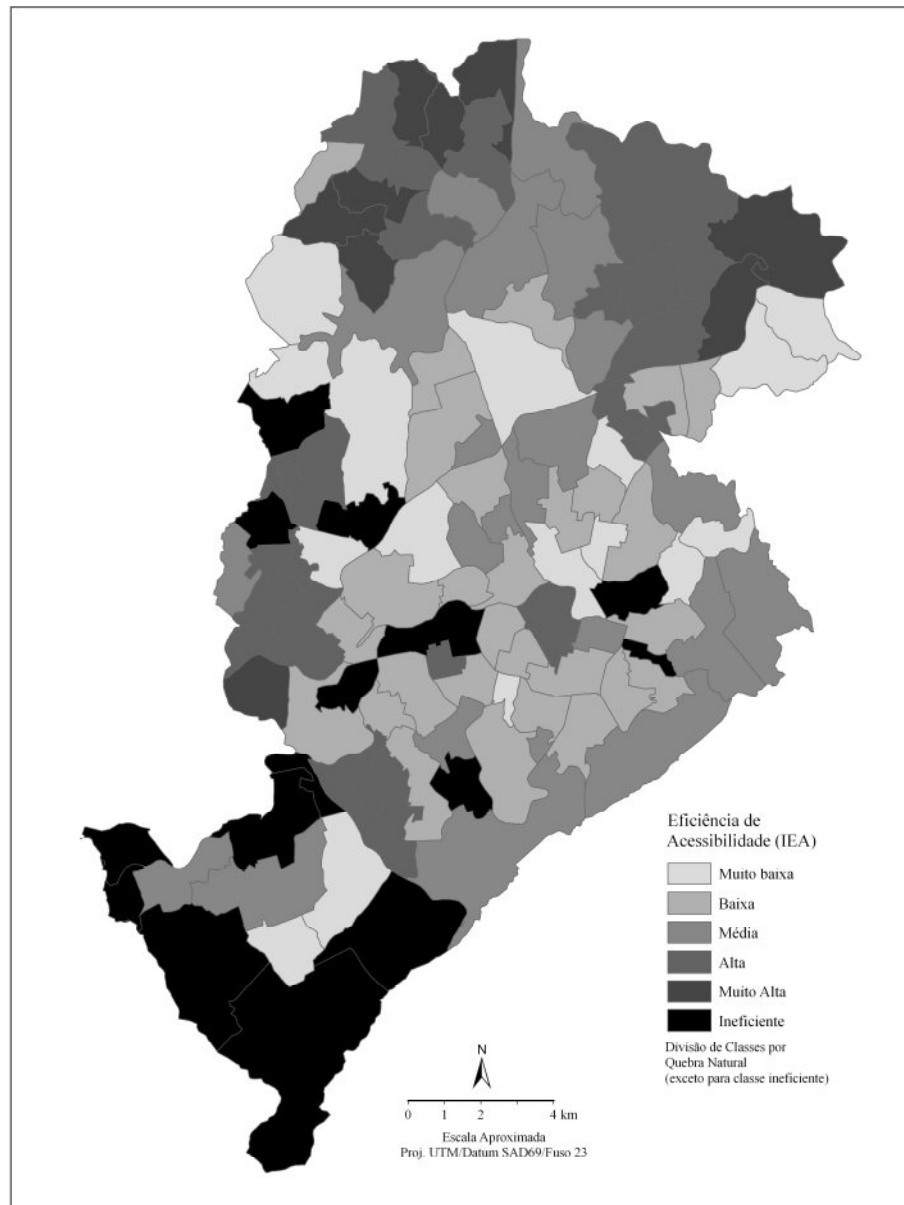 Eficiência de
Acessibilidade (IEA)
Muito baixa
Baixa
Média
Alta
Muito Alta
Ineficiente
Divisão de Classes por
Quebra Natural
(exceto para classe ineficiente)
N
0 1 2 4 km
Escala Aproximada
Proj. UTM/Datum SAD69/Fuso 23